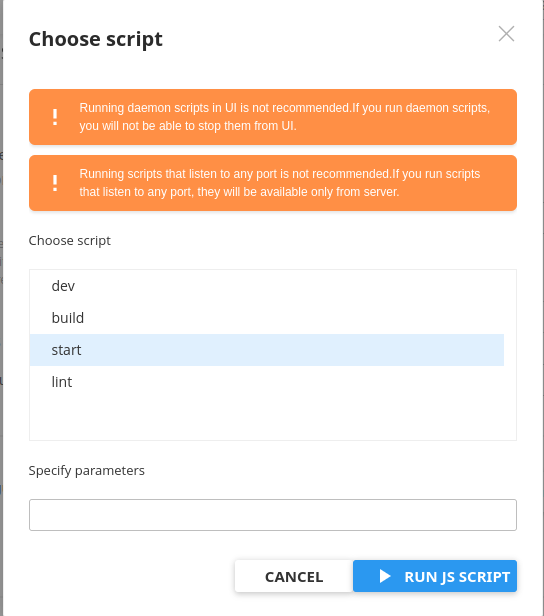 Choose script
Running daemon scripts in UI is not recommended.If you run daemon scripts,
you will not be able to stop them from UI.
Running scripts that listen to any port is not recommended.If you run scripts
that listen to any port, they will be available only from server.
Choose script
dev
build
start
lint
Specify parameters
CANCEL
RUN JS SCRIPT